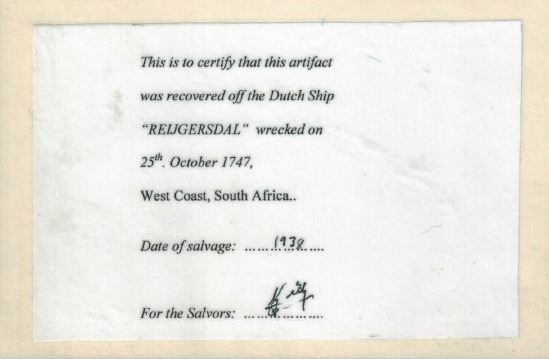 This is to certify that this artifact
was recovered off the Dutch Ship
“REIJGERSDAL” wrecked on
25th. October 1747,
West Coast, South Africa..
Date of salvage: ......1978....
For the Salvors: ..................